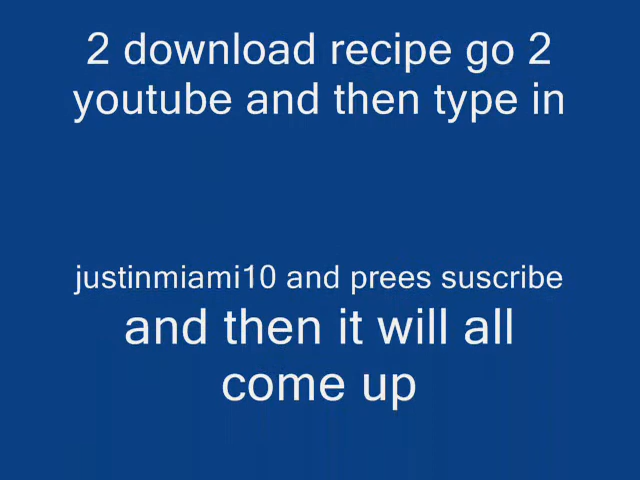 2 download recipe go 2
youtube and then type in
justinmiami10 and prees suscribe
and then it will all
come up